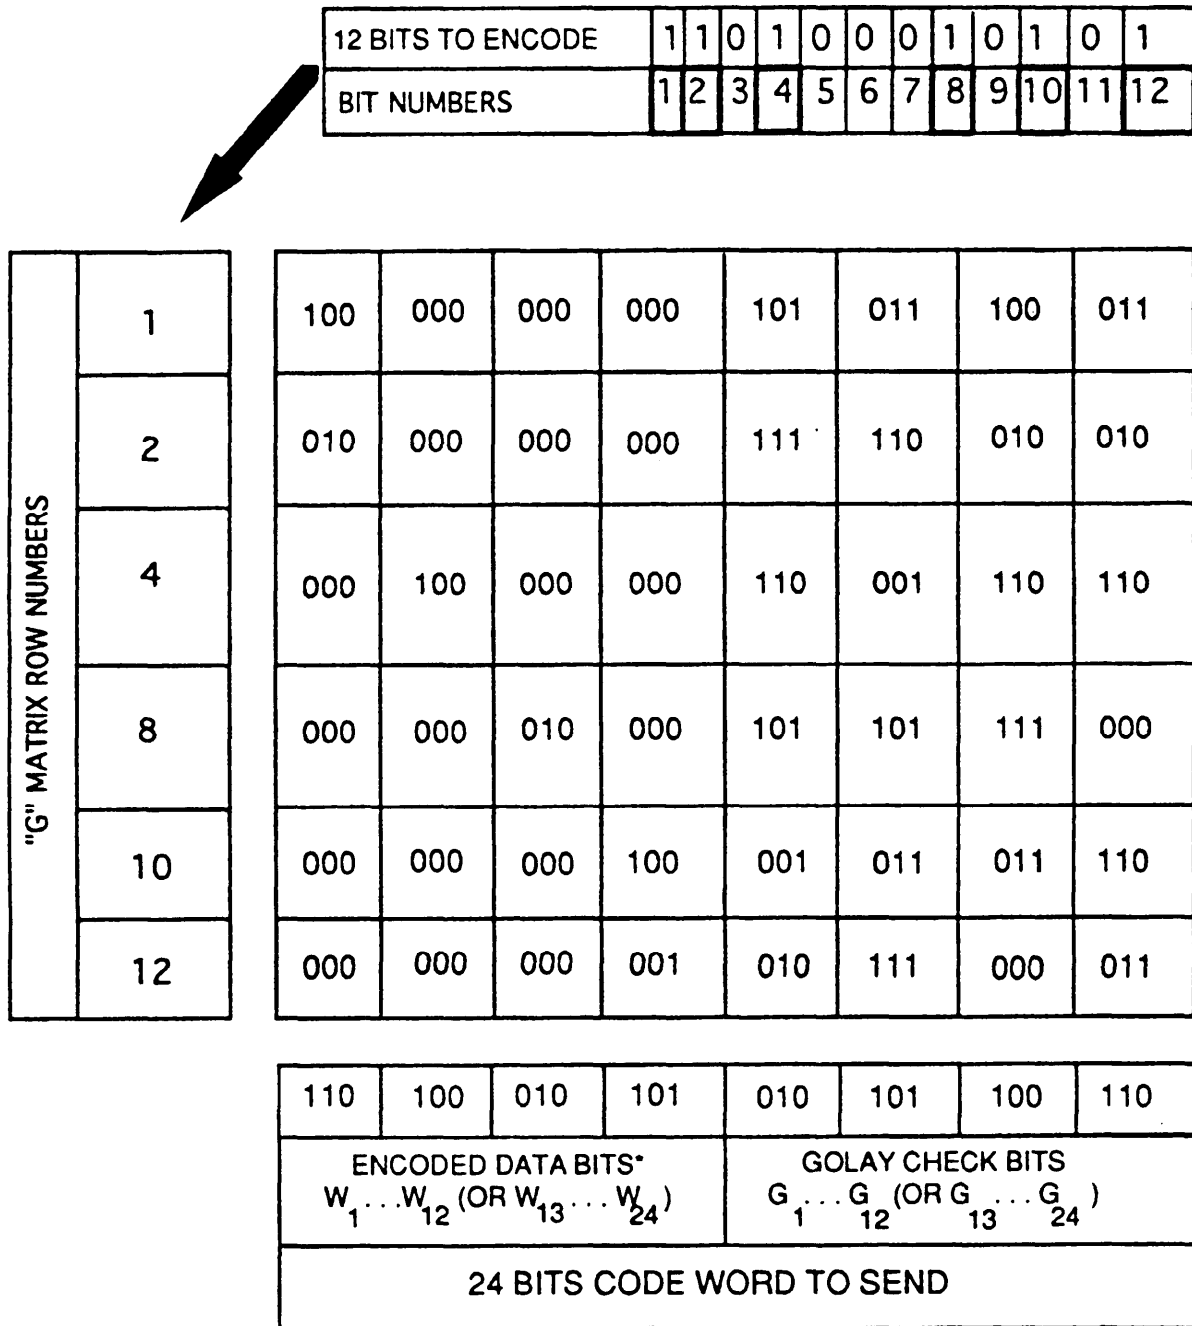 12 BITS TO ENCODE 1 1 0 1 0 0 0 1 0 1 0 1
BIT NUMBERS 1 2 3 4 5 6 7 8 9 10 11 12
"G" MATRIX ROW NUMBERS
1 100 000 000 000 101 011 100 011
2 010 000 000 000 111 110 010 010
4 000 100 000 000 110 001 110 110
8 000 000 010 000 101 101 111 000
10 000 000 000 100 001 011 011 110
12 000 000 000 001 010 111 000 011
110 100 010 101 010 101 100 110
ENCODED DATA BITS* GOLAY CHECK BITS
W1...W12 (OR W13...W24) G1...G12 (OR G13...G24)
24 BITS CODE WORD TO SEND